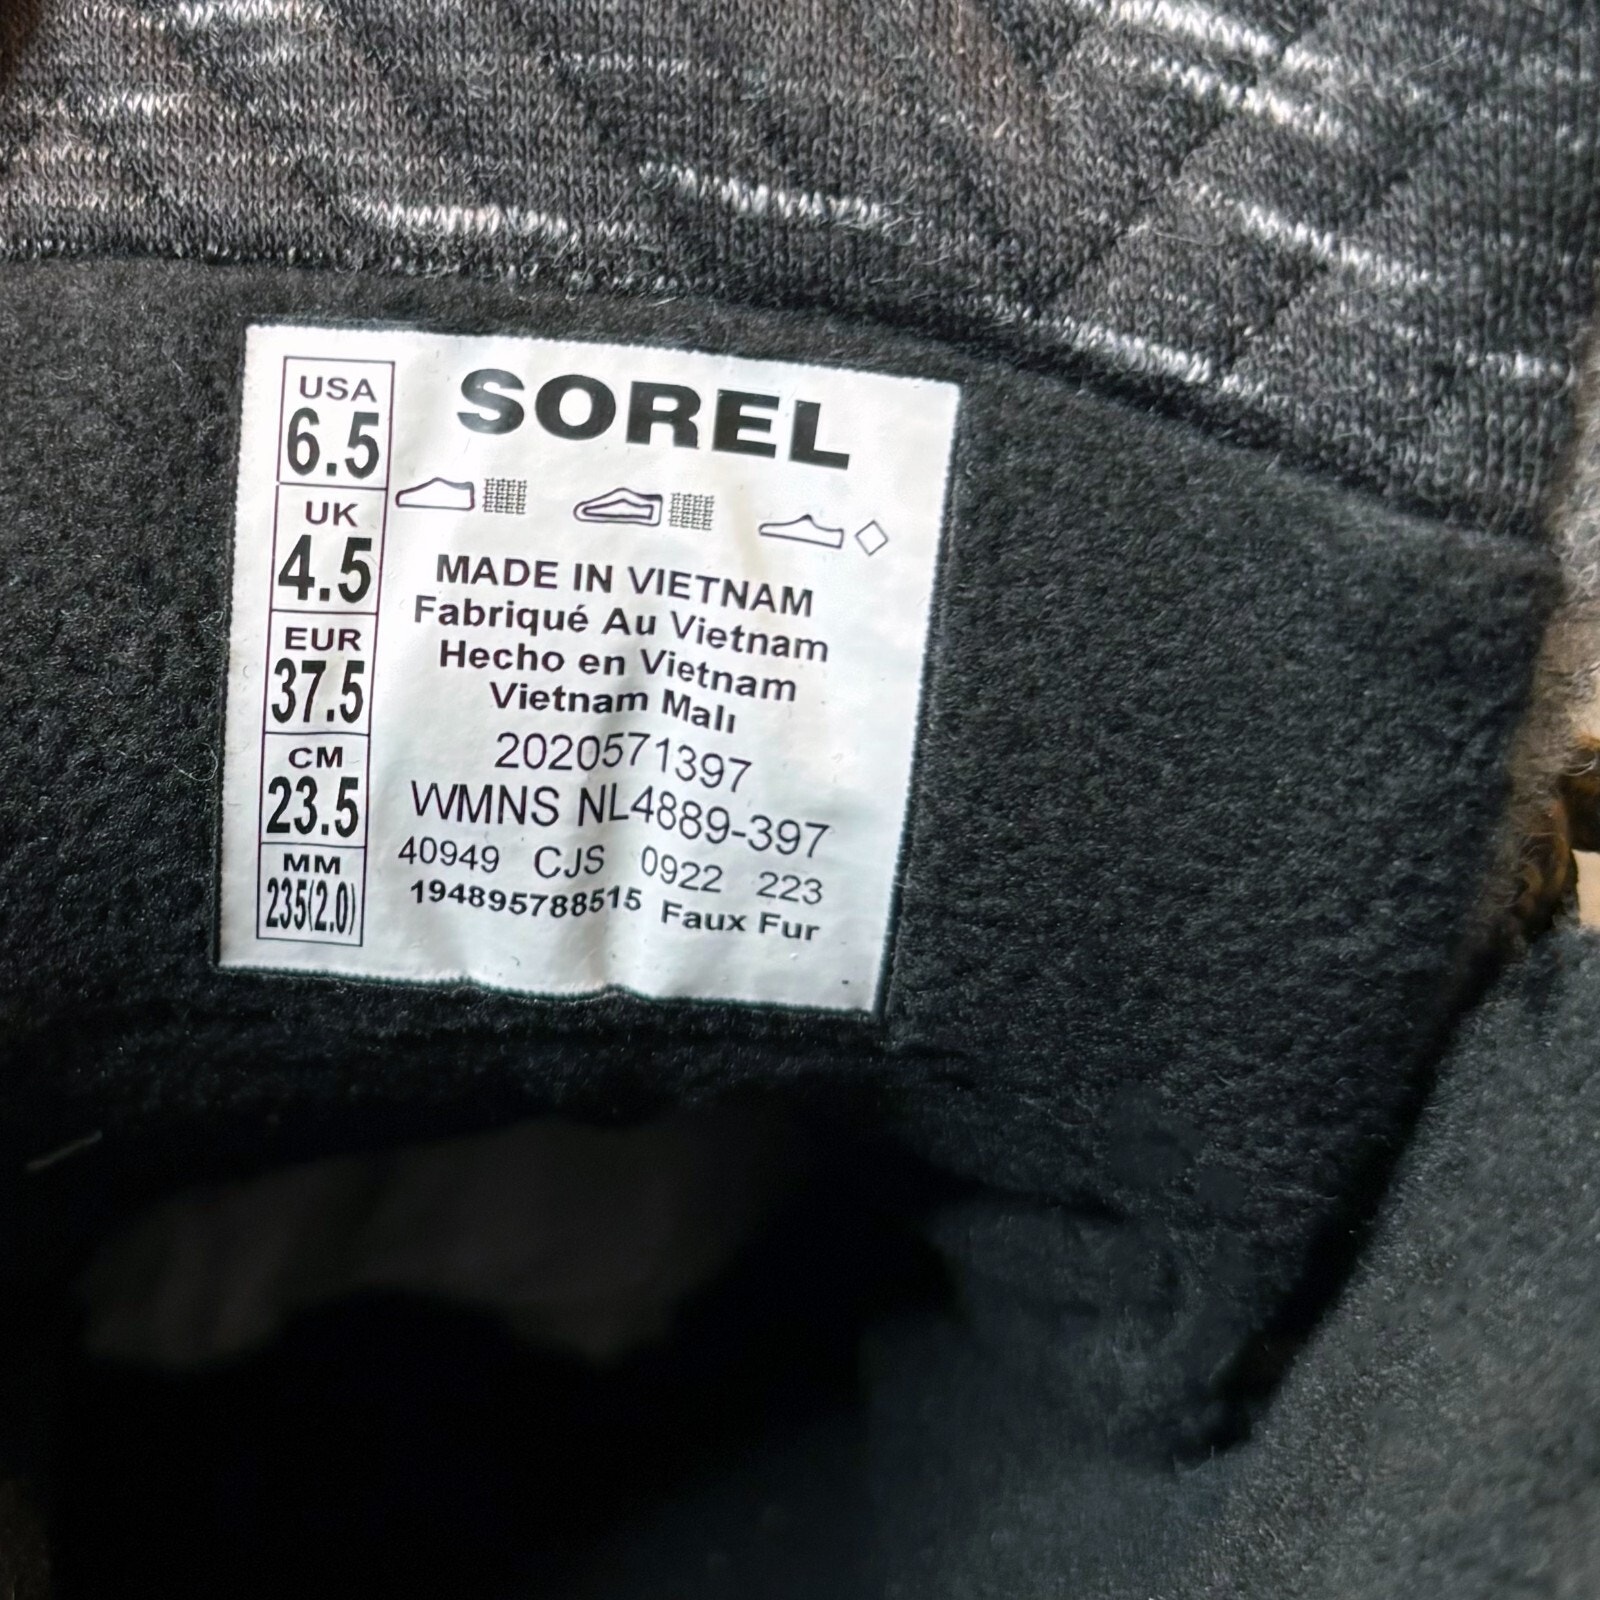 SOREL
USA
6.5
UK
4.5
EUR
37.5
CM
23.5
MM
235(2.0)
MADE IN VIETNAM
Fabriqué Au Vietnam
Hecho en Vietnam
Vietnam Malı
2020571397
WMNS NL4889-397
40949 CJS 0922 223
194895788515 Faux Fur